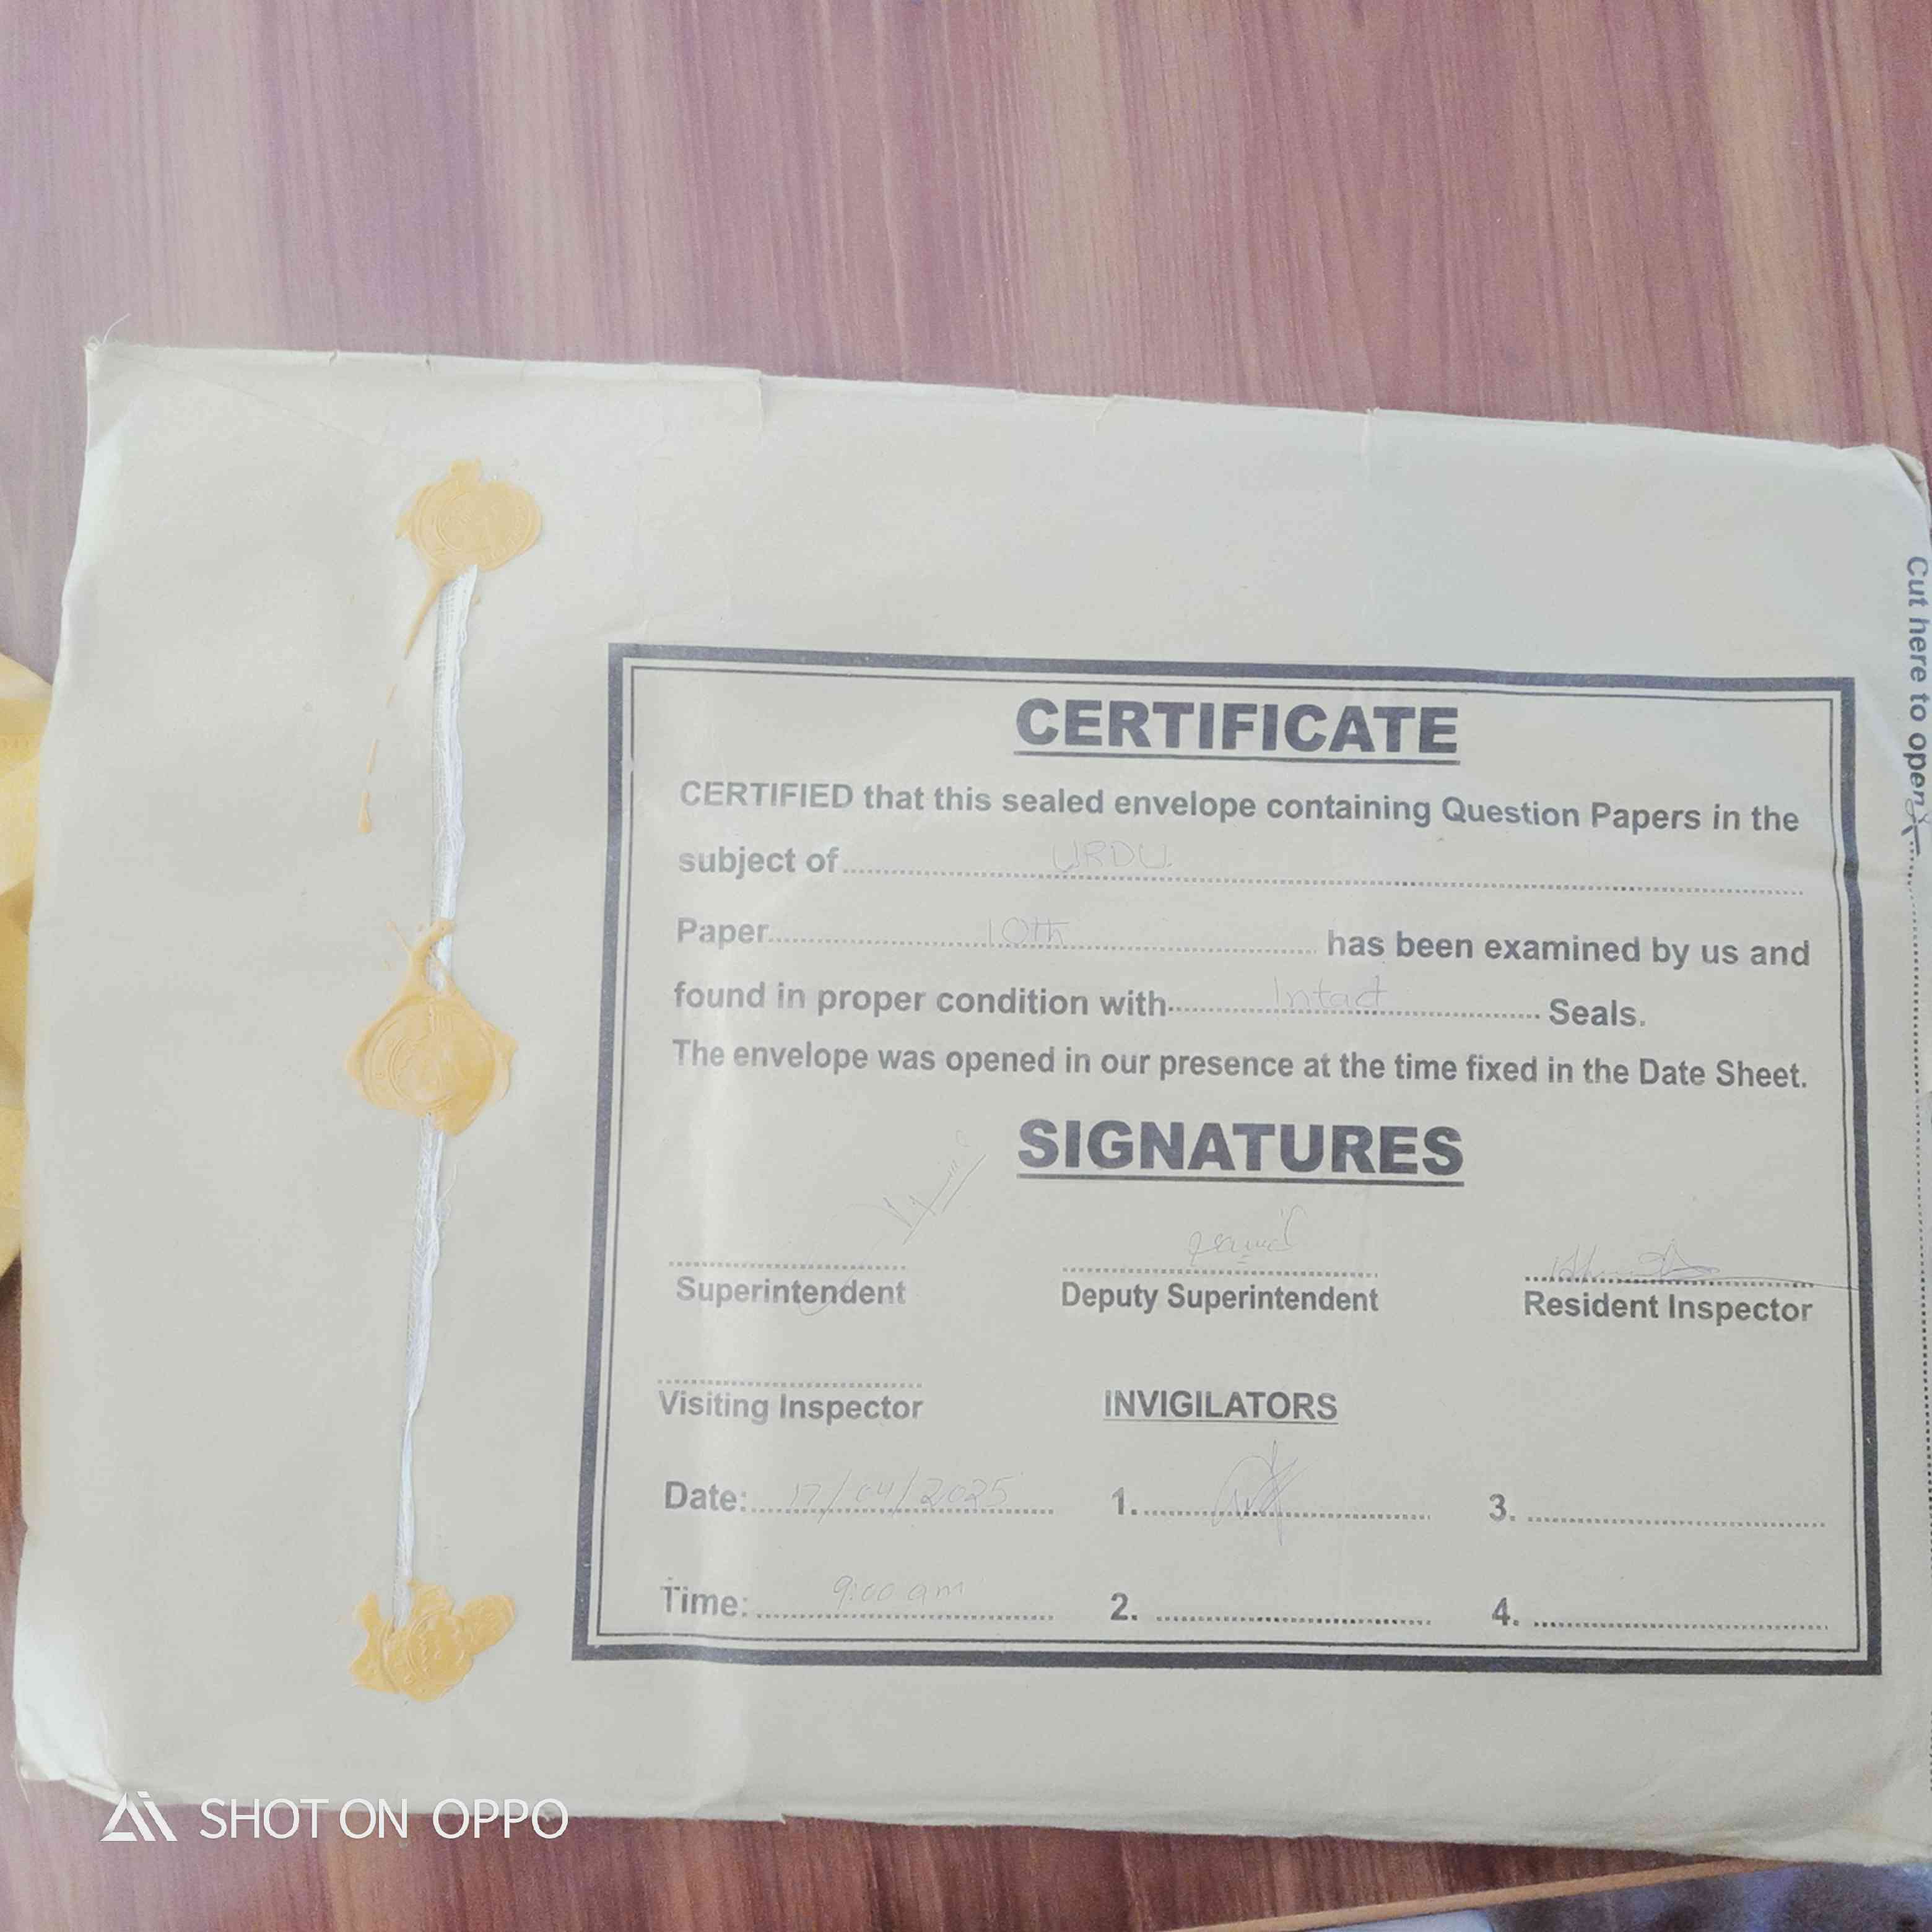 CERTIFICATE
CERTIFIED that this sealed envelope containing Question Papers in the
subject of URDU
Paper 10th has been examined by us and
found in proper condition with Intact Seals.
The envelope was opened in our presence at the time fixed in the Date Sheet.
SIGNATURES
Superintendent Deputy Superintendent Resident Inspector
Visiting Inspector INVIGILATORS
Date: 17/04/2025 1. 3.
Time: 9:00 am 2. 4.
Cut here to open
SHOT ON OPPO